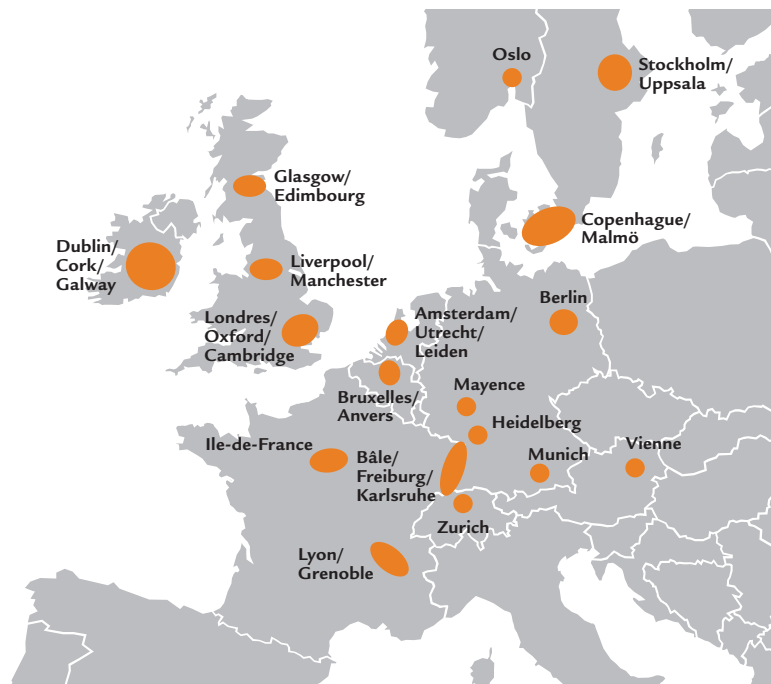 Oslo
Stockholm/
Uppsala
Glasgow/
Edimbourg
Copenhague/
Malmö
Dublin/
Cork/
Galway
Liverpool/
Manchester
Londres/
Oxford/
Cambridge
Amsterdam/
Utrecht/
Leiden
Berlin
Bruxelles/
Anvers
Mayence
Heidelberg
Ile-de-France
Bâle/
Freiburg/
Karlsruhe
Munich
Vienne
Zurich
Lyon/
Grenoble